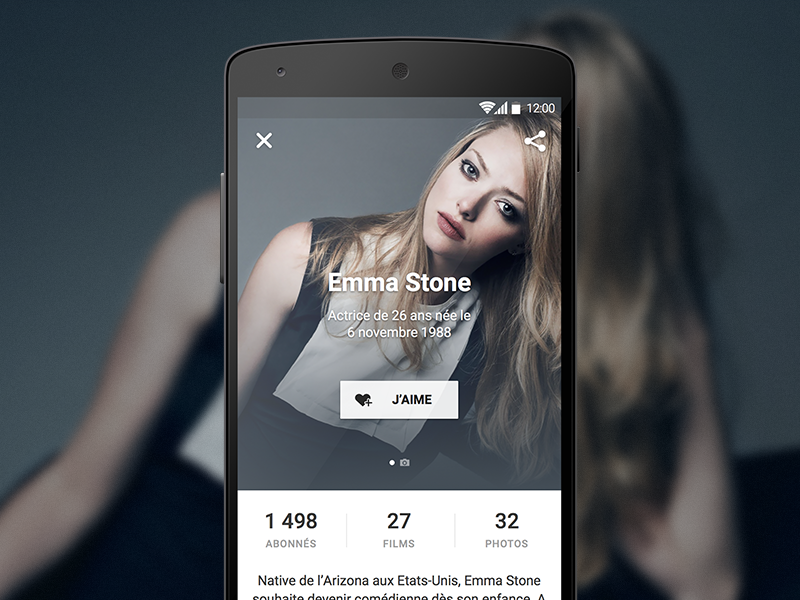 12:00
Emma Stone
Actrice de 26 ans née le
6 novembre 1988
J'AIME
1 498
27
32
ABONNÉS
FILMS
PHOTOS
Native de l'Arizona aux Etats-Unis, Emma Stone
souhaite devenir comédienne dès son enfance. A